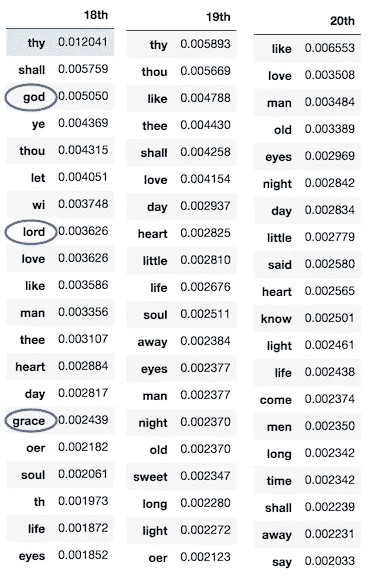 18th
thy 0.012041
shall 0.005759
god 0.005050
ye 0.004369
thou 0.004315
let 0.004051
wi 0.003748
lord 0.003626
love 0.003626
like 0.003586
man 0.003356
thee 0.003107
heart 0.002884
day 0.002817
grace 0.002439
oer 0.002182
soul 0.002061
th 0.001973
life 0.001872
eyes 0.001852
19th
thy 0.005893
thou 0.005669
like 0.004788
thee 0.004430
shall 0.004258
love 0.004154
day 0.002937
heart 0.002825
little 0.002810
life 0.002676
soul 0.002511
away 0.002384
eyes 0.002377
man 0.002377
night 0.002370
old 0.002370
sweet 0.002347
long 0.002280
light 0.002272
oer 0.002123
20th
like 0.006553
love 0.003508
man 0.003484
old 0.003389
eyes 0.002969
night 0.002842
day 0.002834
little 0.002779
said 0.002580
heart 0.002565
know 0.002501
light 0.002461
life 0.002438
come 0.002374
men 0.002350
long 0.002342
time 0.002342
shall 0.002239
away 0.002231
say 0.002033